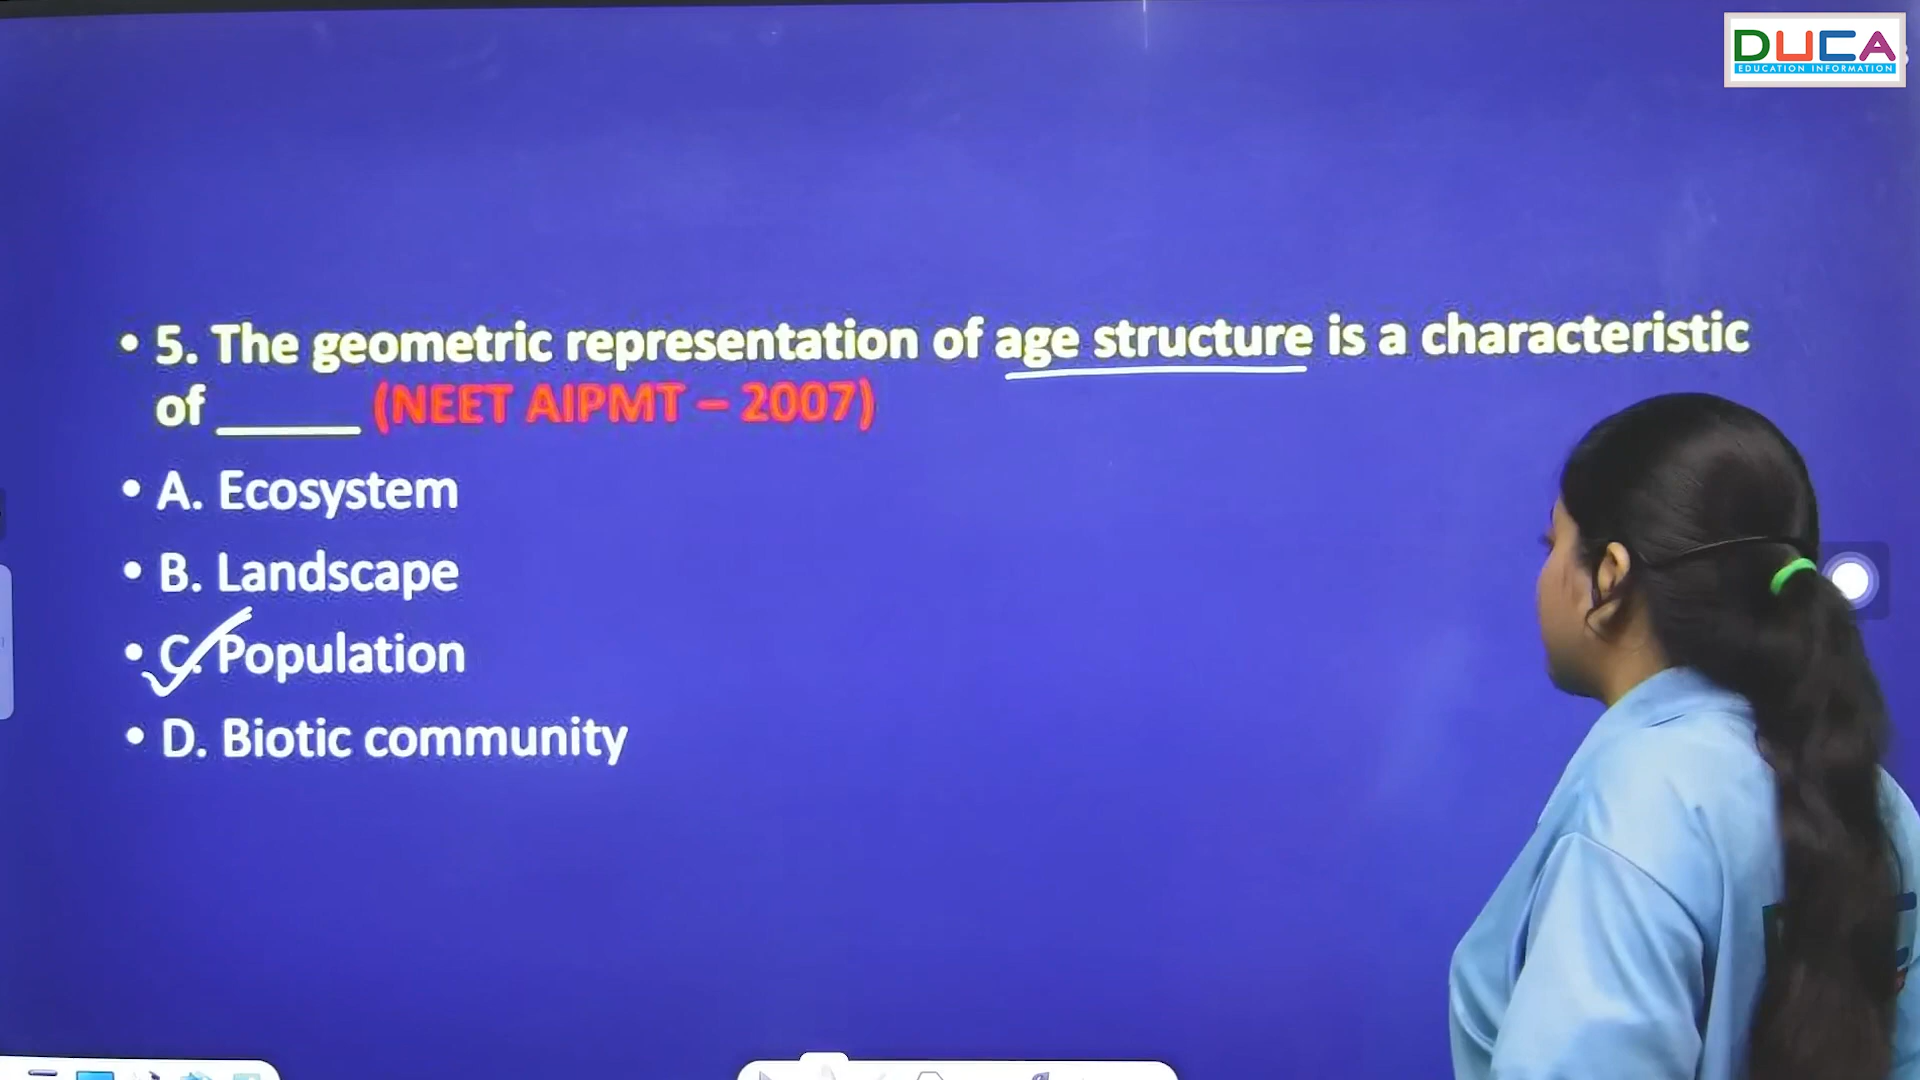 DUCA
EDUCATION INFORMATION
• 5. The geometric representation of age structure is a characteristic
of _____ (NEET AIPMT – 2007)
• A. Ecosystem
• B. Landscape
• C. Population
• D. Biotic community